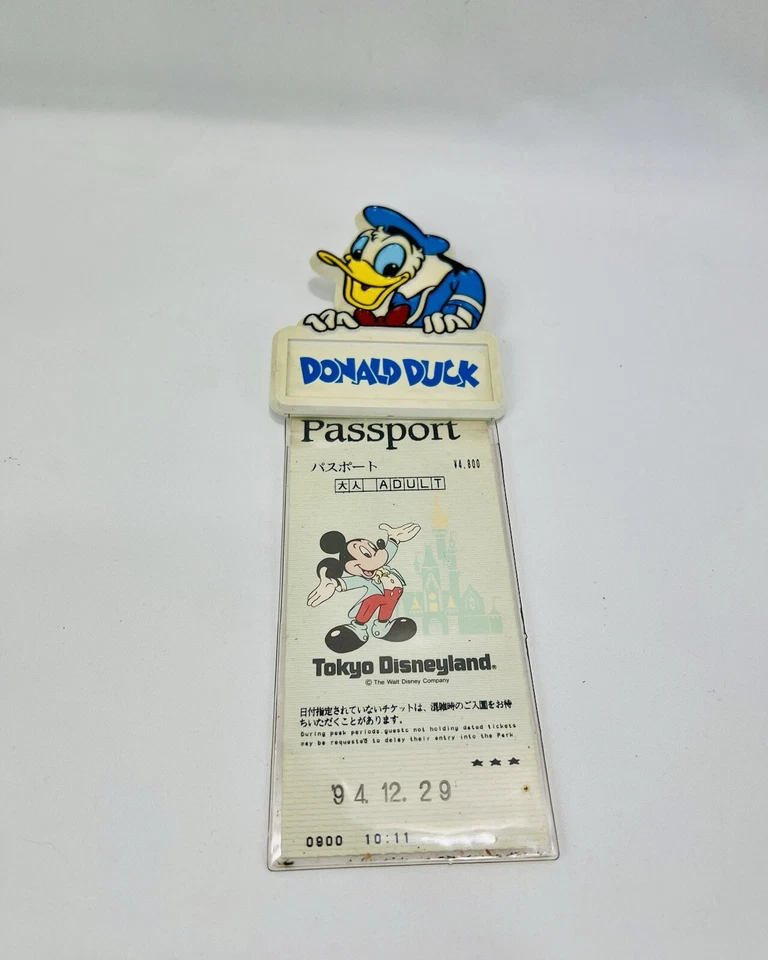 DONALD DUCK
Passport
パスポート ¥4,800
大人 ADULT
Tokyo Disneyland®
© The Walt Disney Company
日付指定されていないチケットは、混雑時のご入園をお待
ちいただくことがあります。
During peak periods.guests not holding dated tickets
may be requested to delay their entry into the Park.
★★★
94.12.29
0900 10:11